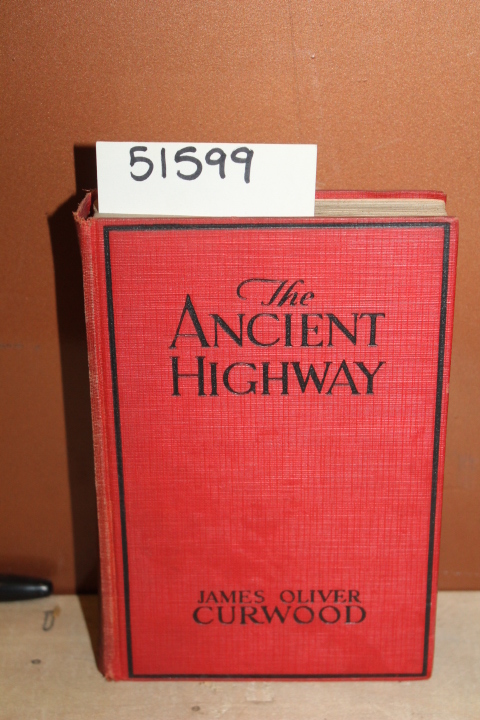 51599
The
ANCIENT
HIGHWAY
JAMES OLIVER
CURWOOD